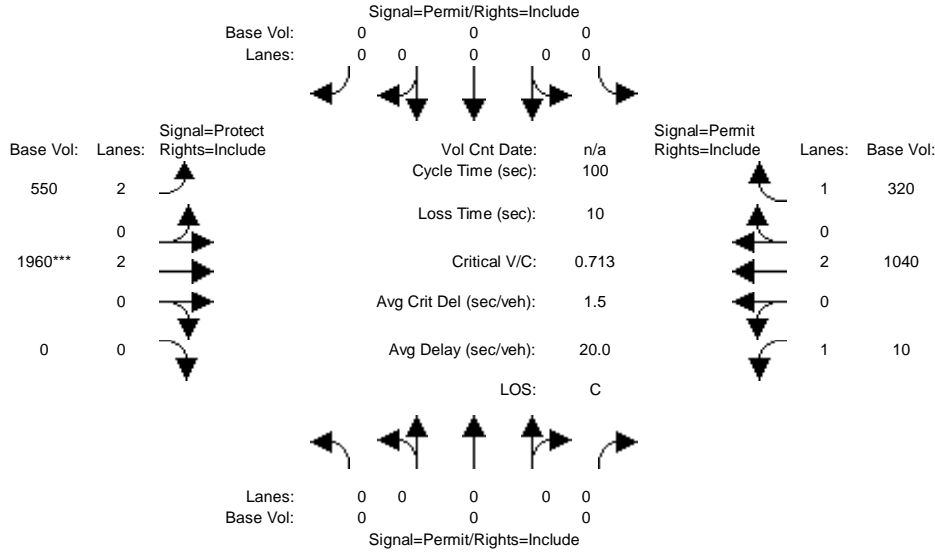 Signal=Permit/Rights=Include
Base Vol: 0 0 0
Lanes: 0 0 0 0 0
Signal=Protect
Base Vol: Lanes: Rights=Include
Vol Cnt Date: n/a
Signal=Permit
Rights=Include Lanes: Base Vol:
Cycle Time (sec): 100
550 2
1 320
Loss Time (sec): 10
0
0
1960*** 2
Critical V/C: 0.713
2 1040
0
Avg Crit Del (sec/veh): 1.5
0
0 0
Avg Delay (sec/veh): 20.0
1 10
LOS: C
Lanes: 0 0 0 0 0
Base Vol: 0 0 0
Signal=Permit/Rights=Include